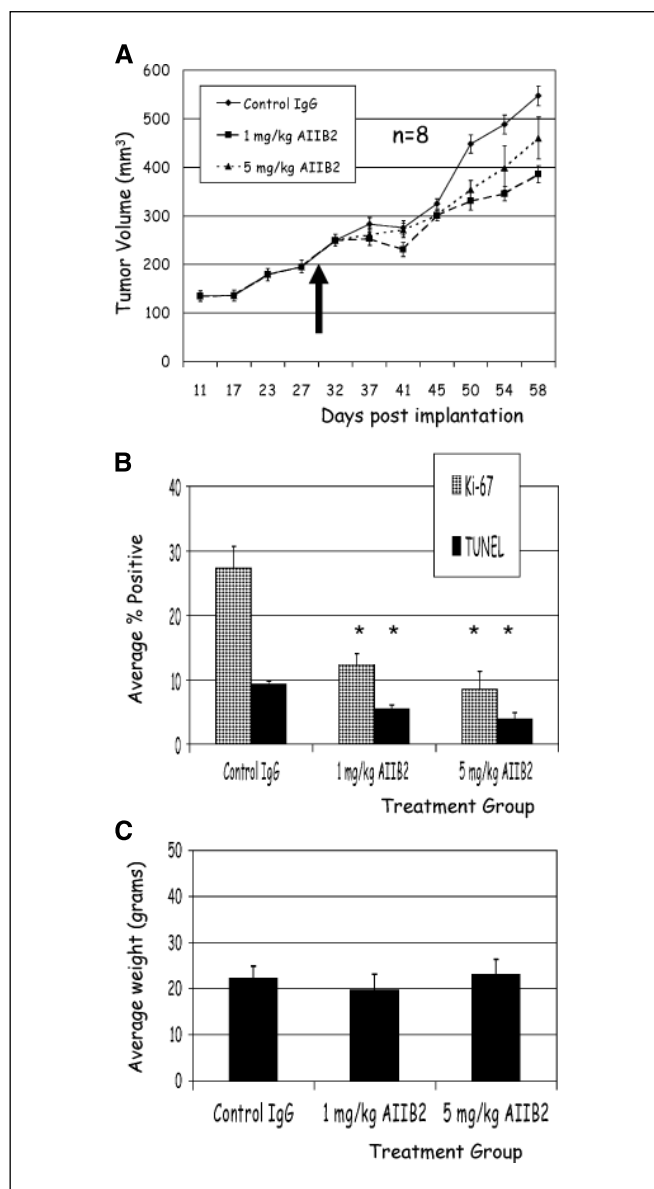 A
600
500
400
300
200
100
0
Tumor Volume (mm³)
Control IgG
1 mg/kg AIIB2
5 mg/kg AIIB2
n=8
11 17 23 27 32 37 41 45 50 54 58
Days post implantation
B
40
30
20
10
0
Average % Positive
Ki-67
TUNEL
* * * *
Control IgG 1 mg/kg AIIB2 5 mg/kg AIIB2
Treatment Group
C
50
40
30
20
10
0
Average weight (grams)
Control IgG 1 mg/kg AIIB2 5 mg/kg AIIB2
Treatment Group